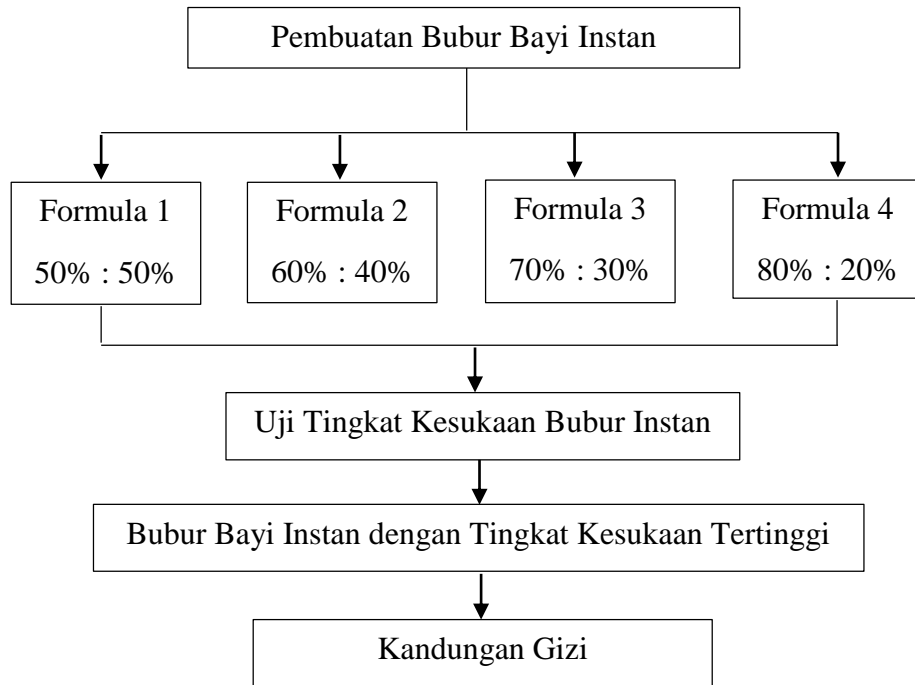 Pembuatan Bubur Bayi Instan
Formula 1
50% : 50%
Formula 2
60% : 40%
Formula 3
70% : 30%
Formula 4
80% : 20%
Uji Tingkat Kesukaan Bubur Instan
Bubur Bayi Instan dengan Tingkat Kesukaan Tertinggi
Kandungan Gizi